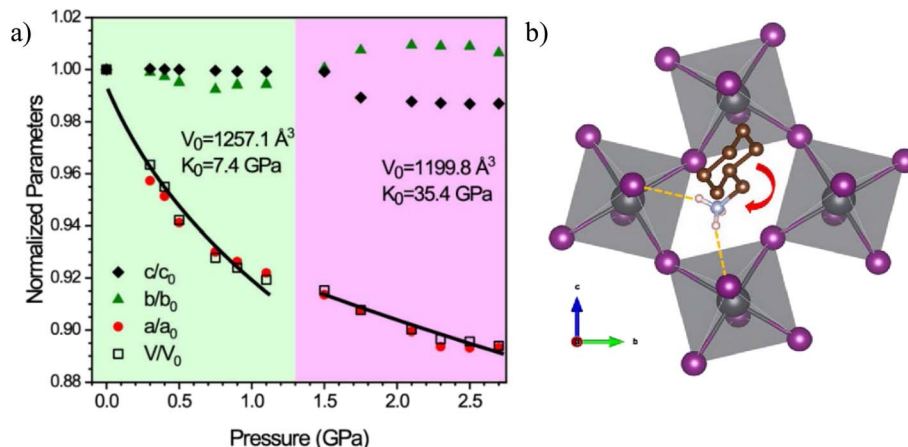 a)
1.02
1.00
0.98
0.96
0.94
0.92
0.90
0.88
Normalized Parameters
V0=1257.1 Å3
K0=7.4 GPa
V0=1199.8 Å3
K0=35.4 GPa
c/c0
b/b0
a/a0
V/V0
0.0 0.5 1.0 1.5 2.0 2.5
Pressure (GPa)
b)
c
b